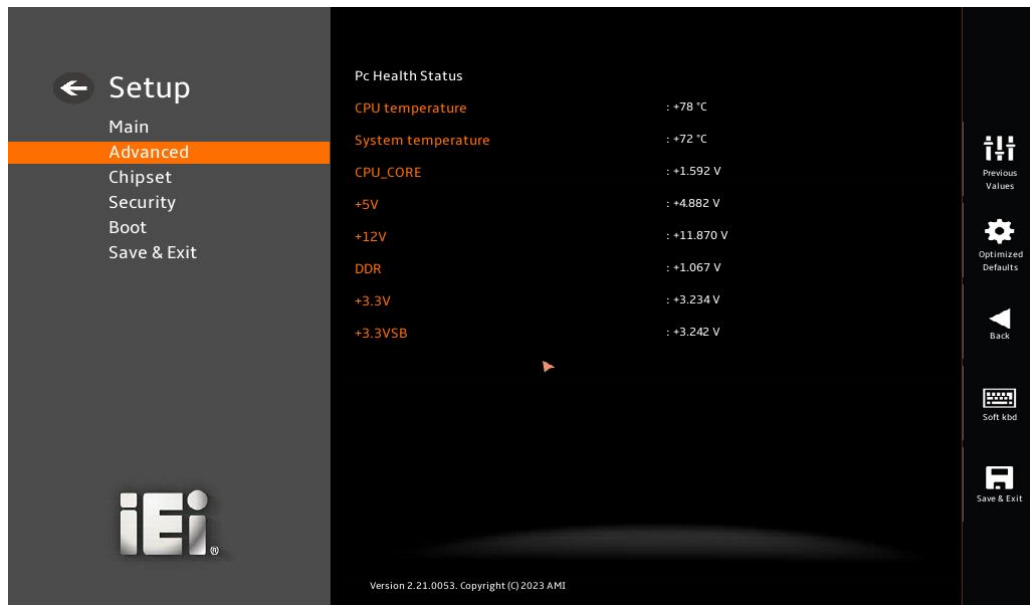 Setup
Main
Advanced
Chipset
Security
Boot
Save & Exit
Pc Health Status
CPU temperature : +78 °C
System temperature : +72 °C
CPU_CORE : +1.592 V
+5V : +4.882 V
+12V : +11.870 V
DDR : +1.067 V
+3.3V : +3.234 V
+3.3VSB : +3.242 V
Previous
Values
Optimized
Defaults
Back
Soft kbd
Save & Exit
iEi®
Version 2.21.0053. Copyright (C) 2023 AMI